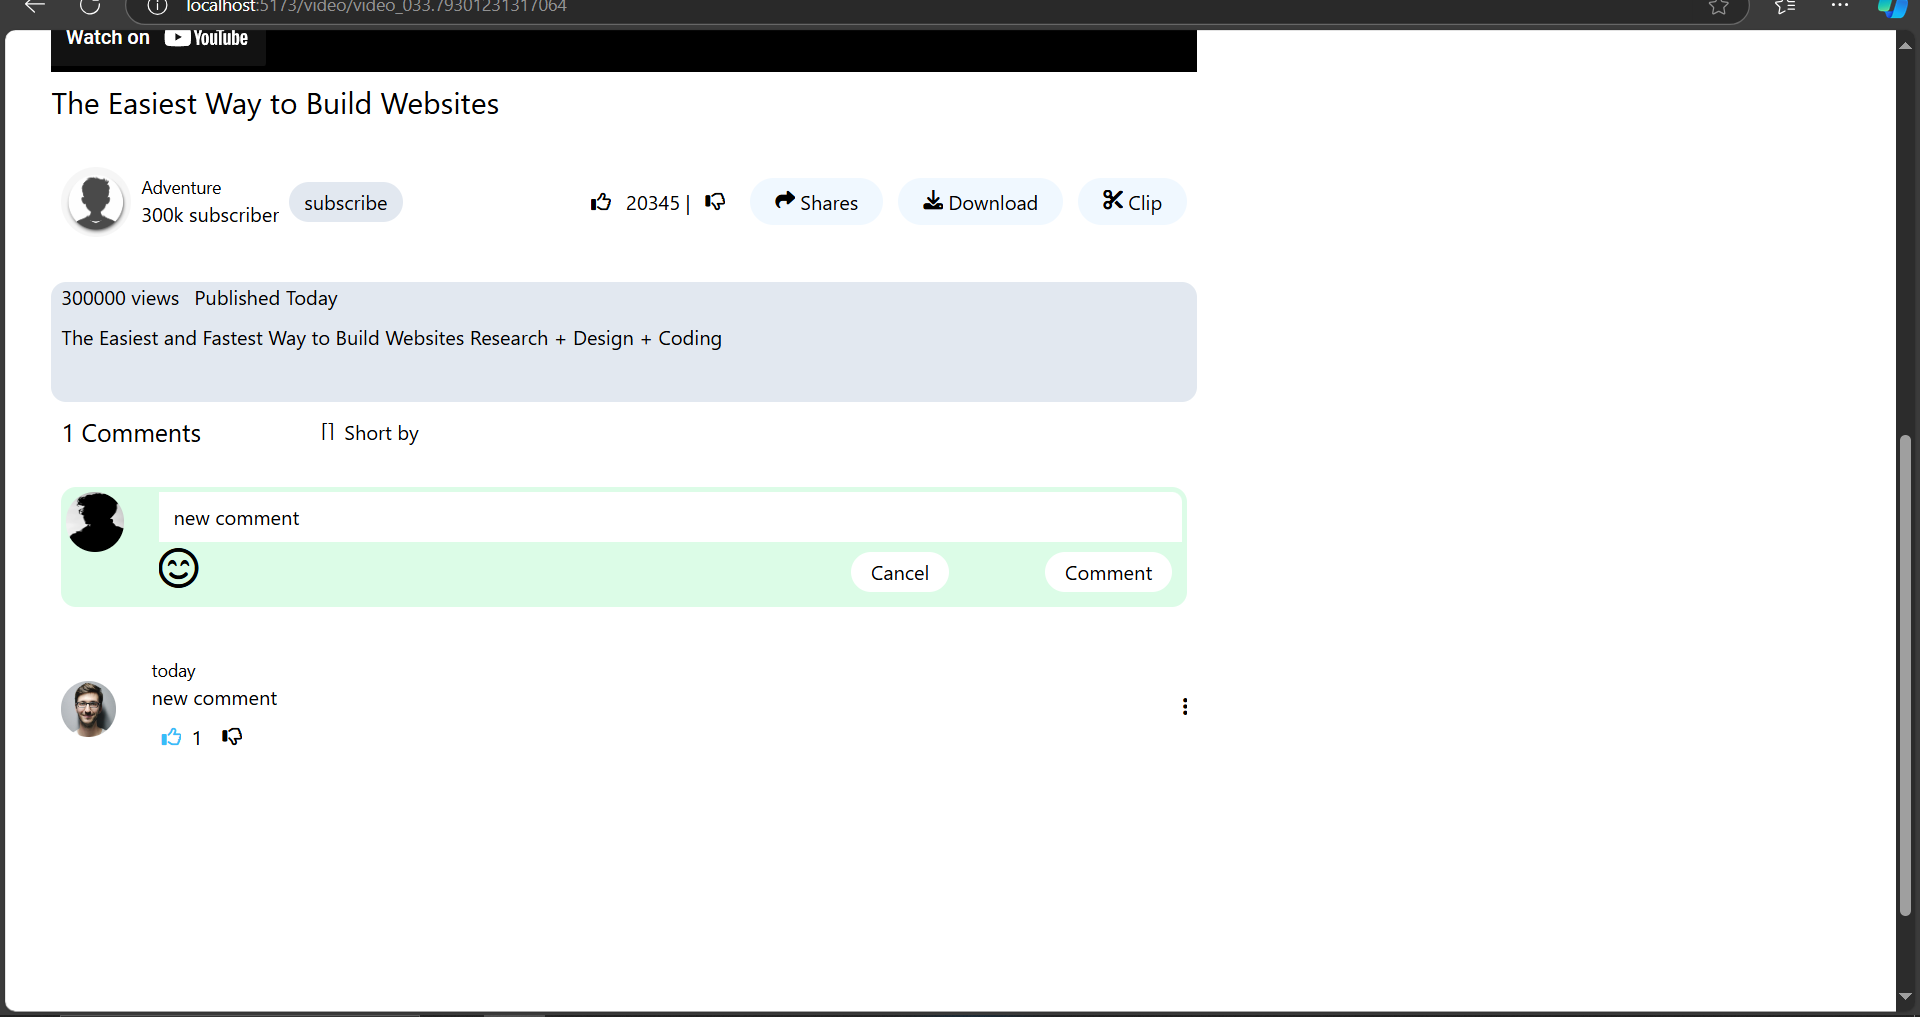 localhost:5173/video/video_033.79301231317064
Watch on YouTube
The Easiest Way to Build Websites
Adventure
300k subscriber
subscribe
20345 |
Shares
Download
Clip
300000 views Published Today
The Easiest and Fastest Way to Build Websites Research + Design + Coding
1 Comments
Short by
new comment
Cancel
Comment
today
new comment
1